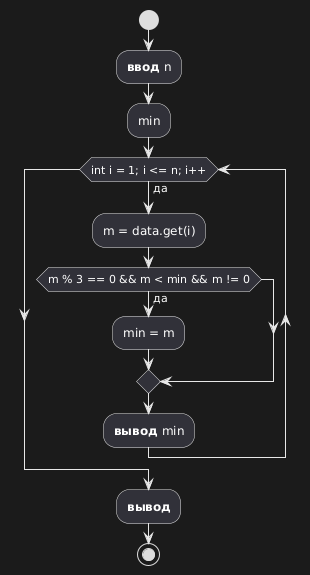 ввод n
min
int i = 1; i <= n; i++
да
m = data.get(i)
m % 3 == 0 && m < min && m != 0
да
min = m
вывод min
вывод